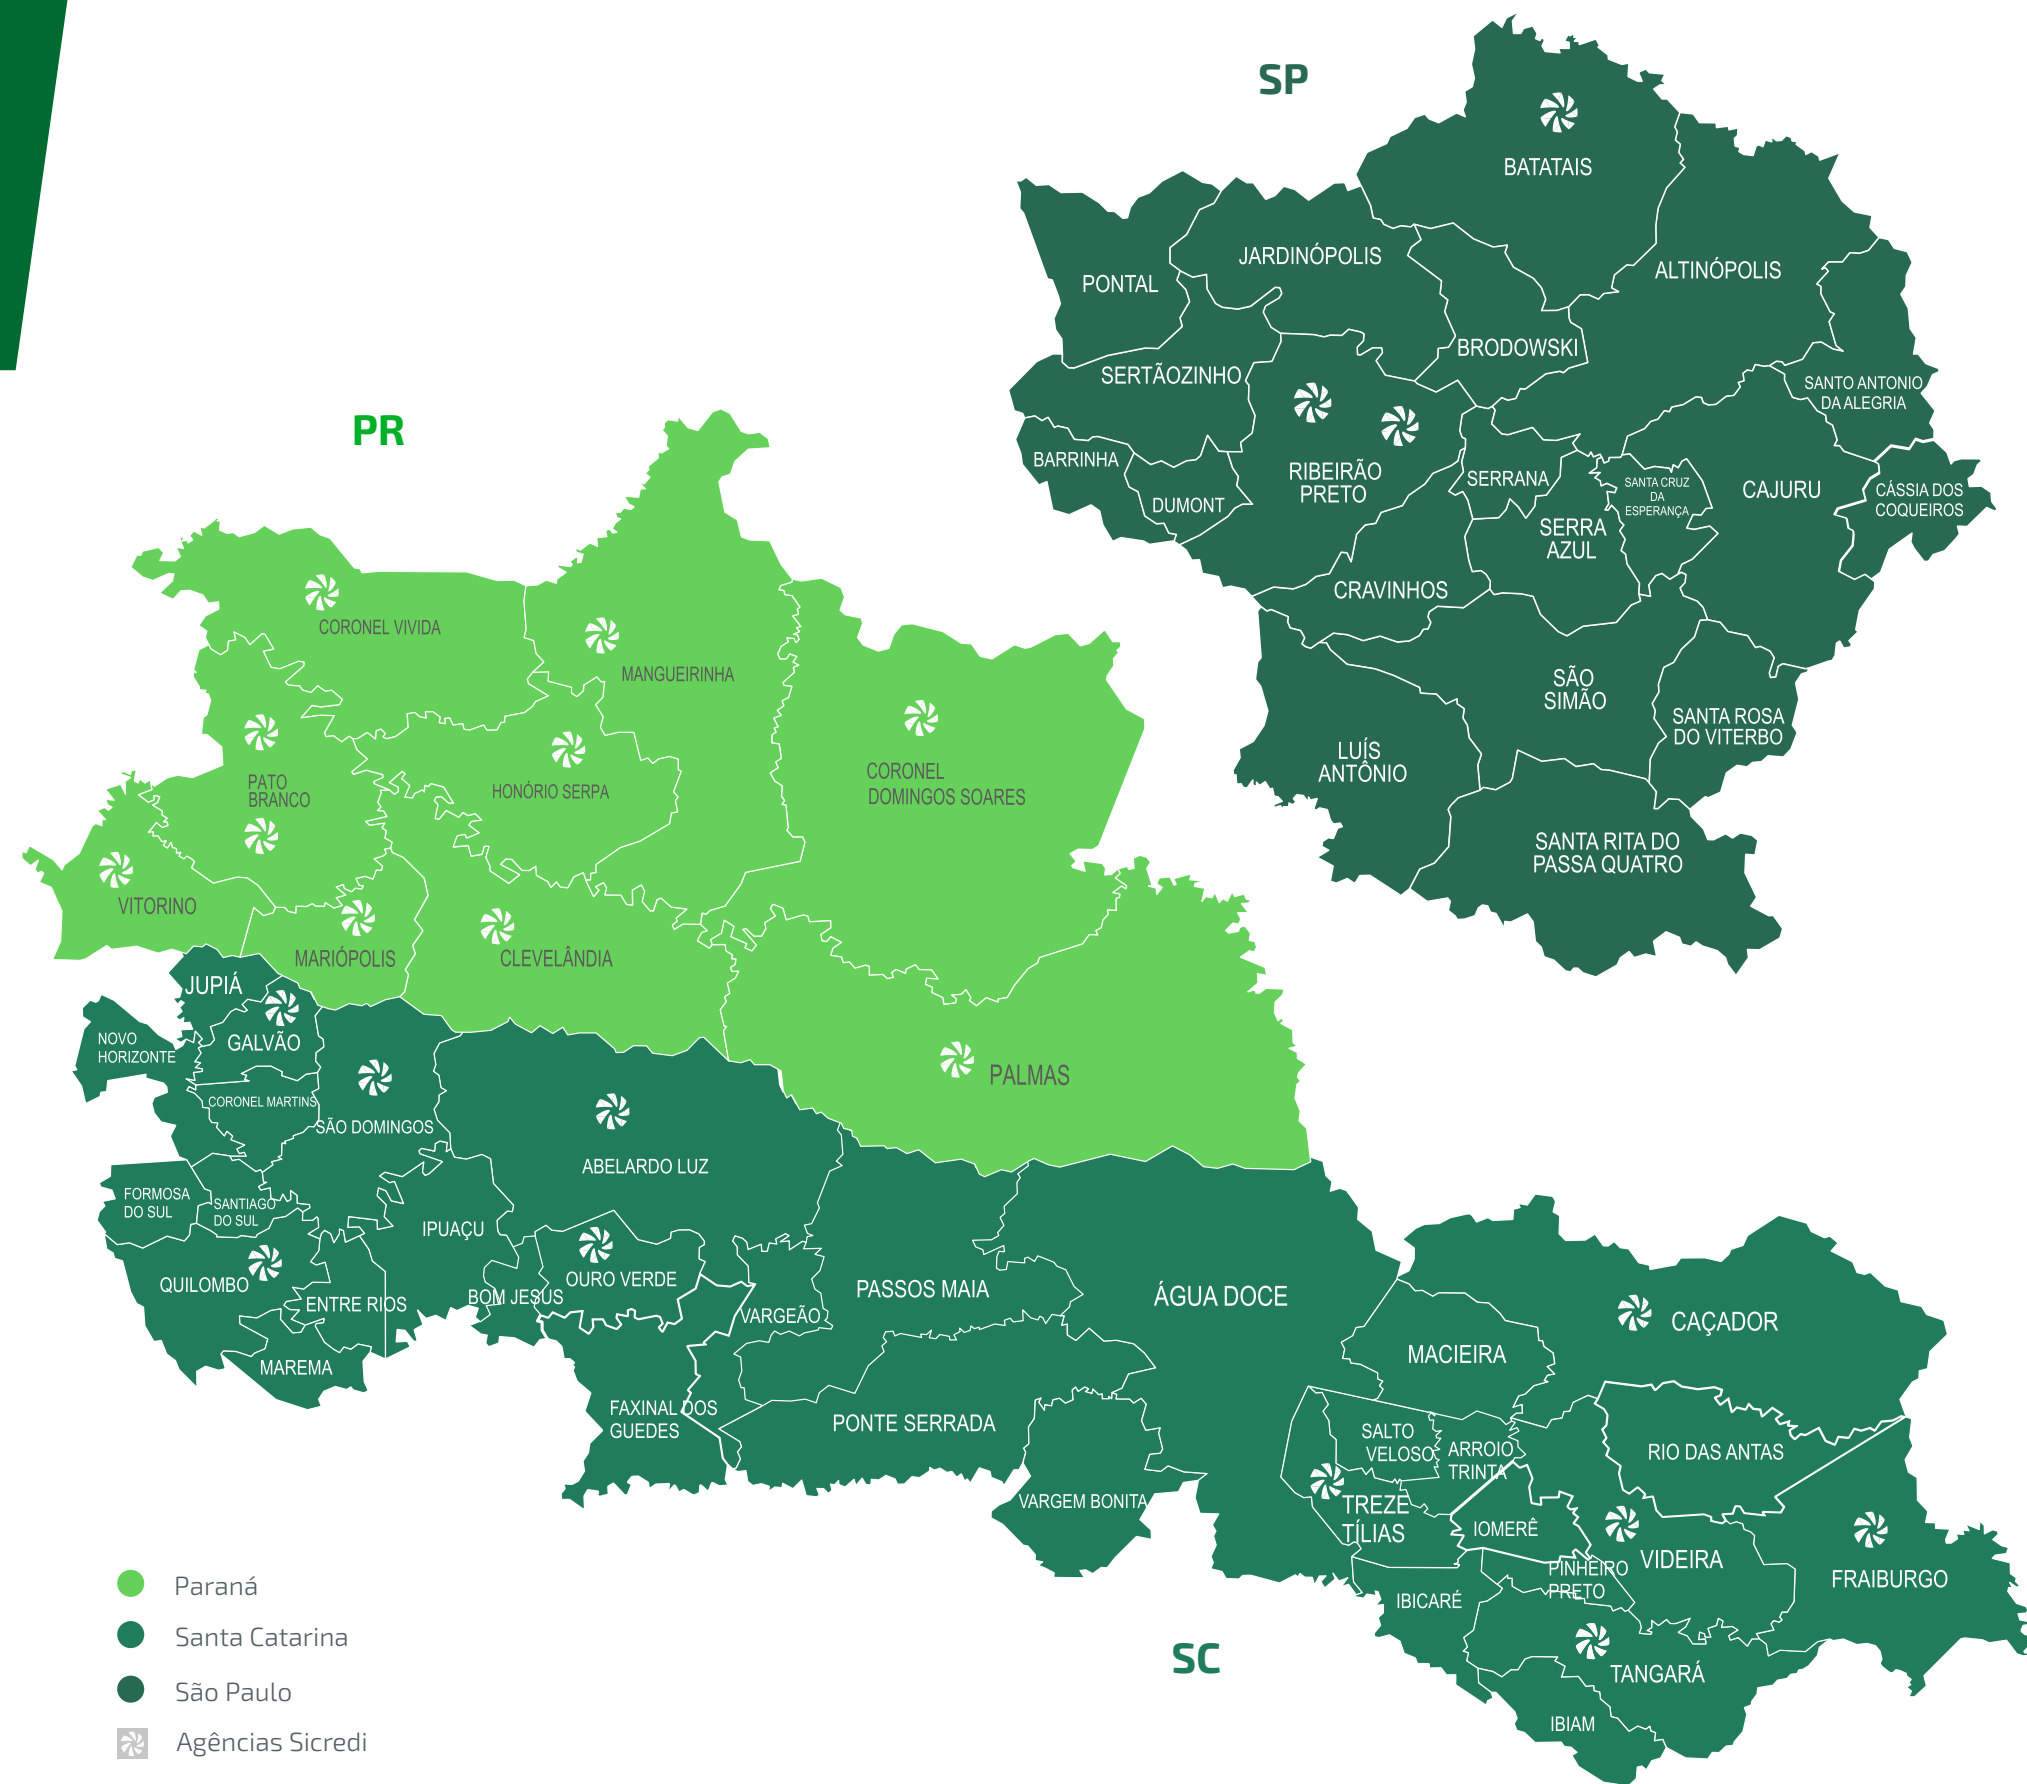 SP
BATATAIS
JARDINÓPOLIS
ALTINÓPOLIS
PONTAL
BRODOWSKI
SERTÃOZINHO
SANTO ANTONIO
DA ALEGRIA
BARRINHA
RIBEIRÃO
PRETO
SERRANA
SANTA CRUZ
DA
ESPERANÇA
CAJURU
CÁSSIA DOS
COQUEIROS
DUMONT
SERRA
AZUL
CRAVINHOS
SÃO
SIMÃO
SANTA ROSA
DO VITERBO
LUÍS
ANTÔNIO
SANTA RITA DO
PASSA QUATRO
PR
CORONEL VIVIDA
MANGUEIRINHA
CORONEL
DOMINGOS SOARES
PATO
BRANCO
HONÓRIO SERPA
VITORINO
MARIÓPOLIS
CLEVELÂNDIA
PALMAS
JUPIÁ
NOVO
HORIZONTE
GALVÃO
CORONEL MARTINS
SÃO DOMINGOS
ABELARDO LUZ
FORMOSA
DO SUL
SANTIAGO
DO SUL
IPUAÇU
QUILOMBO
ENTRE RIOS
BOM JESUS
OURO VERDE
VARGEÃO
PASSOS MAIA
ÁGUA DOCE
MAREMA
FAXINAL DOS
GUEDES
PONTE SERRADA
VARGEM BONITA
MACIEIRA
CAÇADOR
SALTO
VELOSO
ARROIO
TRINTA
RIO DAS ANTAS
TREZE
TÍLIAS
IOMERÊ
PINHEIRO
PRETO
VIDEIRA
FRAIBURGO
IBICARÉ
TANGARÁ
IBIAM
SC
Paraná
Santa Catarina
São Paulo
Agências Sicredi